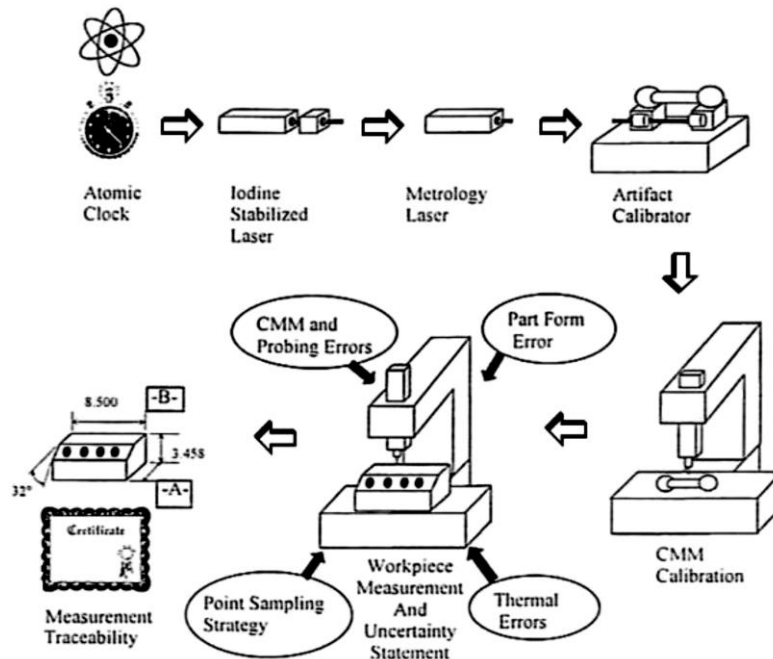 Atomic
Clock
Iodine
Stabilized
Laser
Metrology
Laser
Artifact
Calibrator
CMM and
Probing Errors
Part Form
Error
8.500
-B-
3.458
32°
-A-
Certificate
Measurement
Traceability
Point Sampling
Strategy
Workpiece
Measurement
And
Uncertainty
Statement
Thermal
Errors
CMM
Calibration